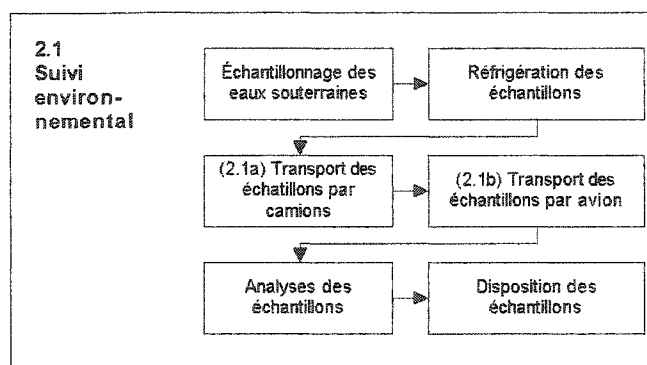 2.1
Suivi
environ-
nemental
Échantillonnage des
eaux souterraines
Réfrigération des
échantillons
(2.1a) Transport des
échatillons par
camions
(2.1b) Transport des
échantillons par avion
Analyses des
échantillons
Disposition des
échantillons